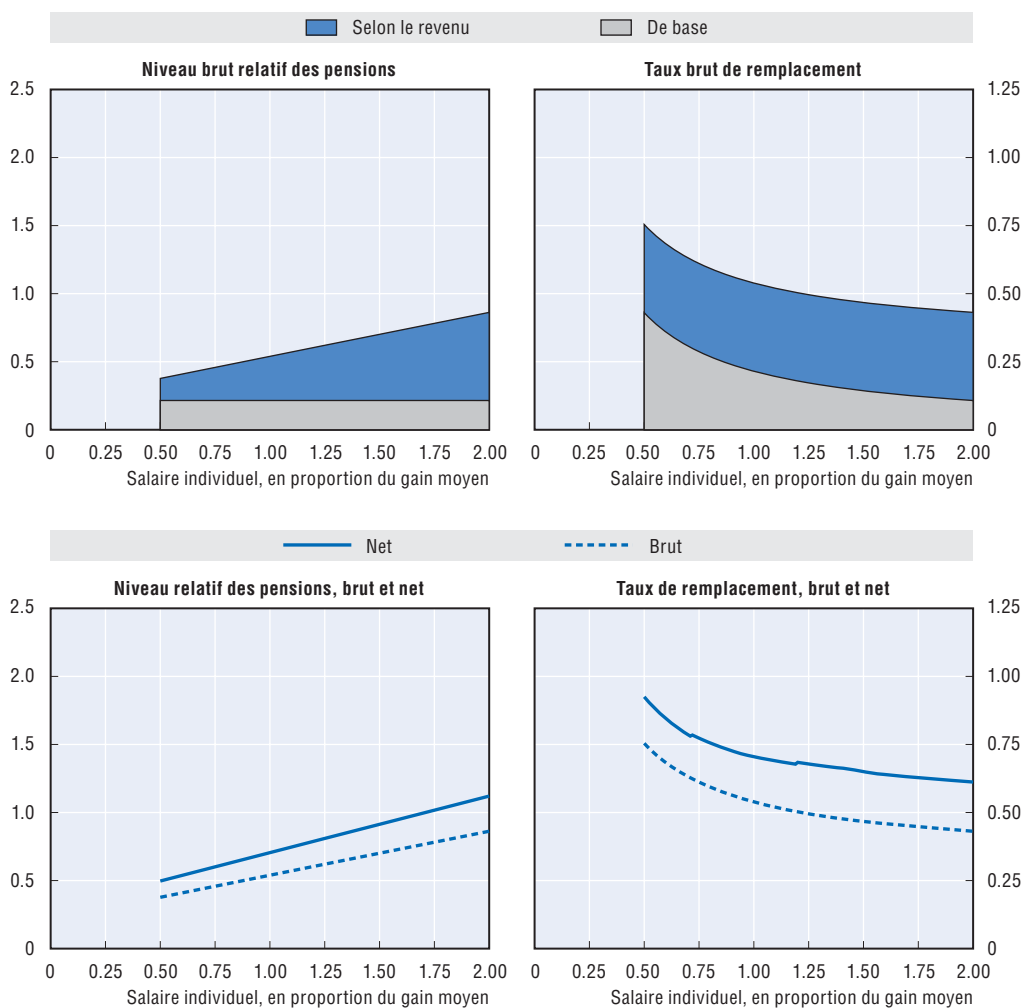 Selon le revenu De base
Niveau brut relatif des pensions
2.5
2.0
1.5
1.0
0.5
0
0 0.25 0.50 0.75 1.00 1.25 1.50 1.75 2.00
Salaire individuel, en proportion du gain moyen
Taux brut de remplacement
1.25
1.00
0.75
0.50
0.25
0
0 0.25 0.50 0.75 1.00 1.25 1.50 1.75 2.00
Salaire individuel, en proportion du gain moyen
Net Brut
Niveau relatif des pensions, brut et net
2.5
2.0
1.5
1.0
0.5
0
0 0.25 0.50 0.75 1.00 1.25 1.50 1.75 2.00
Salaire individuel, en proportion du gain moyen
Taux de remplacement, brut et net
1.25
1.00
0.75
0.50
0.25
0
0 0.25 0.50 0.75 1.00 1.25 1.50 1.75 2.00
Salaire individuel, en proportion du gain moyen